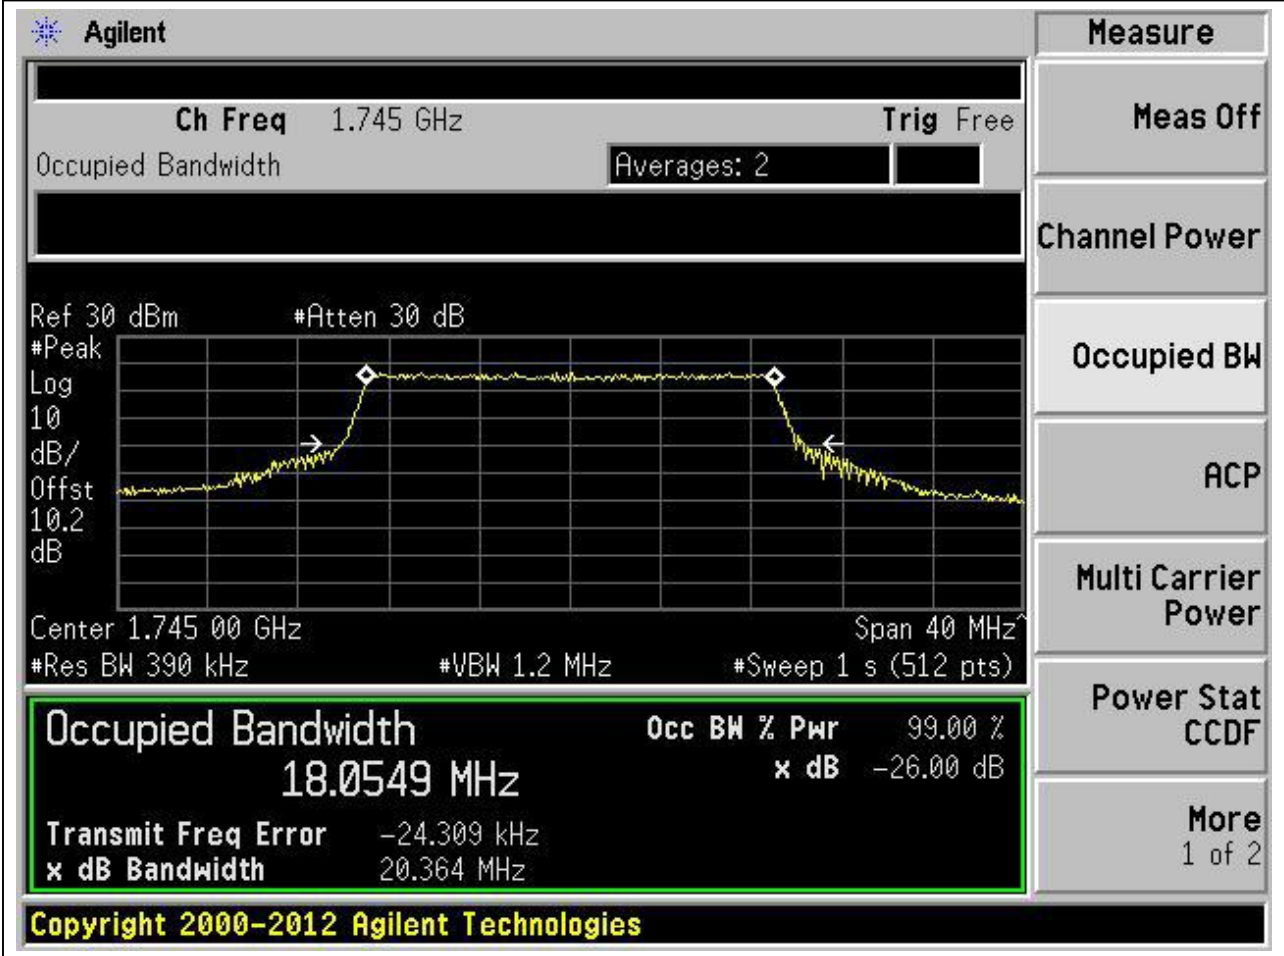 Agilent
Measure
Ch Freq 1.745 GHz Trig Free
Occupied Bandwidth Averages: 2
Ref 30 dBm #Atten 30 dB
#Peak
Log
10
dB/
Offst
10.2
dB
Center 1.745 00 GHz Span 40 MHz^
#Res BW 390 kHz #VBW 1.2 MHz #Sweep 1 s (512 pts)
Occupied Bandwidth Occ BW % Pwr 99.00 %
18.0549 MHz x dB -26.00 dB
Transmit Freq Error -24.309 kHz
x dB Bandwidth 20.364 MHz
Copyright 2000-2012 Agilent Technologies
Meas Off
Channel Power
Occupied BW
ACP
Multi Carrier
Power
Power Stat
CCDF
More
1 of 2